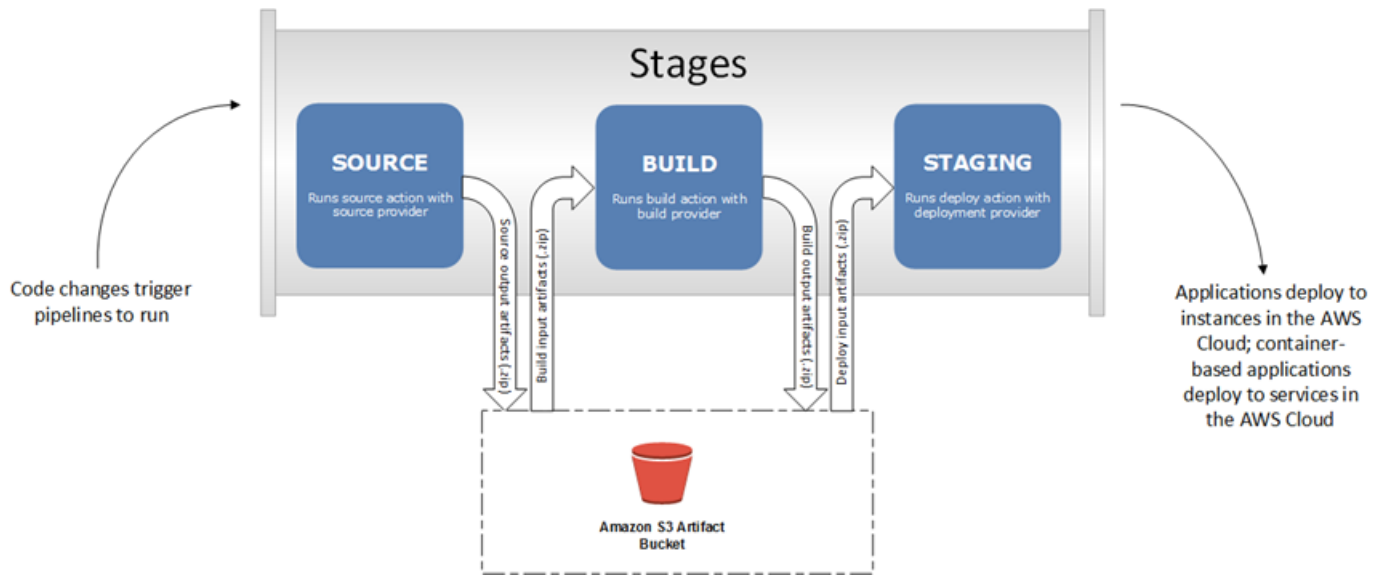 Stages
Code changes trigger
pipelines to run
SOURCE
Runs source action with
source provider
Source output artifacts (.zip)
Build input artifacts (.zip)
BUILD
Runs build action with
build provider
Build output artifacts (.zip)
Deploy input artifacts (.zip)
STAGING
Runs deploy action with
deployment provider
Applications deploy to
instances in the AWS
Cloud; container-
based applications
deploy to services in
the AWS Cloud
Amazon S3 Artifact
Bucket